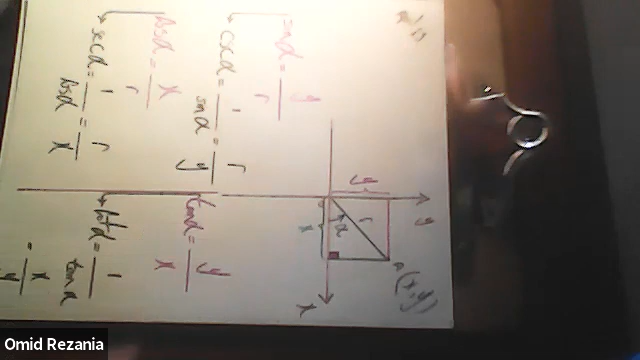 y
A(x,y)
y
r
α
x
x
sinα = y/r
cscα = 1/sinα = r/y
cosα = x/r
secα = 1/cosα = r/x
tanα = y/x
cotα = 1/tanα = x/y
Omid Rezania